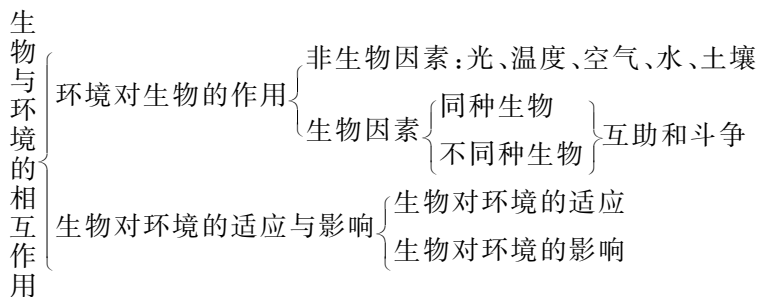 生物与环境的相互作用
环境对生物的作用
非生物因素:光、温度、空气、水、土壤
生物因素
同种生物
不同种生物
互助和斗争
生物对环境的适应与影响
生物对环境的适应
生物对环境的影响